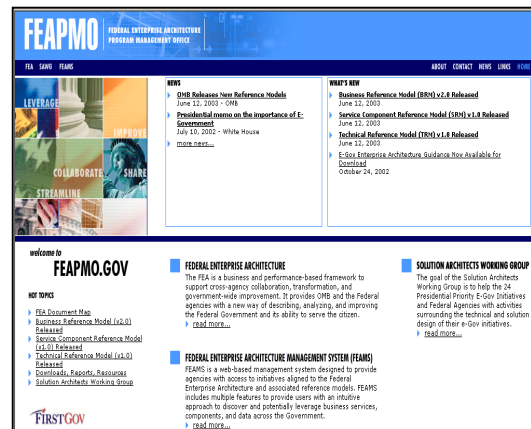 FEAPMO
FEDERAL ENTERPRISE ARCHITECTURE
PROGRAM MANAGEMENT OFFICE
FEA SAWG FEAMS
ABOUT CONTACT NEWS LINKS HOME
LEVERAGE
IMPROVE
COLLABORATE
SHARE
STREAMLINE
NEWS
OMB Releases New Reference Models
June 12, 2003 - OMB
Presidential memo on the importance of E-
Government
July 10, 2002 - White House
more news...
WHAT'S NEW
Business Reference Model (BRM) v2.0 Released
June 12, 2003
Service Component Reference Model (SRM) v1.0 Released
June 12, 2003
Technical Reference Model (TRM) v1.0 Released
June 12, 2003
E-Gov Enterprise Architecture Guidance Now Available for
Download
October 24, 2002
welcome to
FEAPMO.GOV
HOT TOPICS
FEA Document Map
Business Reference Model (v2.0)
Released
Service Component Reference Model
(v1.0) Released
Technical Reference Model (v1.0)
Released
Downloads, Reports, Resources
Solution Architects Working Group
FIRSTGOV
FEDERAL ENTERPRISE ARCHITECTURE
The FEA is a business and performance-based framework to
support cross-agency collaboration, transformation, and
government-wide improvement. It provides OMB and the Federal
agencies with a new way of describing, analyzing, and improving
the Federal Government and its ability to serve the citizen.
read more...
FEDERAL ENTERPRISE ARCHITECTURE MANAGEMENT SYSTEM (FEAMS)
FEAMS is a web-based management system designed to provide
agencies with access to initiatives aligned to the Federal
Enterprise Architecture and associated reference models. FEAMS
includes multiple features to provide users with an intuitive
approach to discover and potentially leverage business services,
components, and data across the Government.
read more...
SOLUTION ARCHITECTS WORKING GROUP
The goal of the Solution Architects
Working Group is to help the 24
Presidential Priority E-Gov Initiatives
and Federal Agencies with activities
surrounding the technical and solution
design of their e-Gov initiatives.
read more...